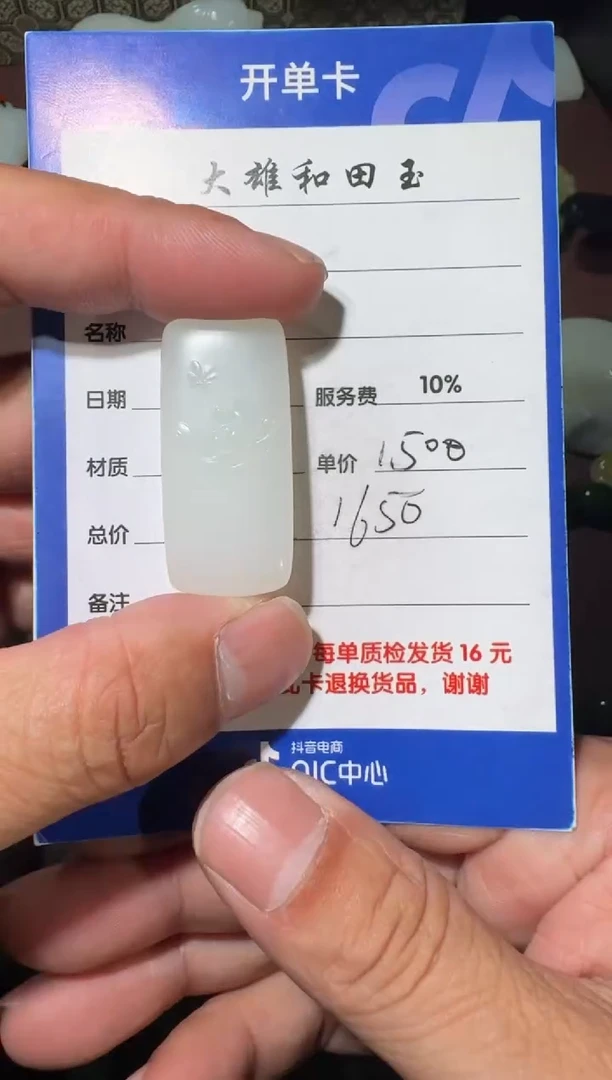 开单卡
大雄和田玉
名称
日期 服务费 10%
材质 单价 1500
总价 1650
备注
每单质检发货 16 元
卡退换货品，谢谢
抖音电商
QIC中心